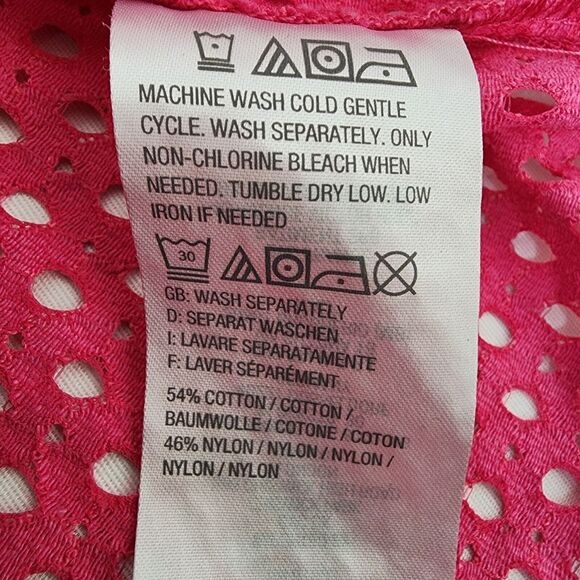 MACHINE WASH COLD GENTLE
CYCLE. WASH SEPARATELY. ONLY
NON-CHLORINE BLEACH WHEN
NEEDED. TUMBLE DRY LOW. LOW
IRON IF NEEDED
30
GB: WASH SEPARATELY
D: SEPARAT WASCHEN
I: LAVARE SEPARATAMENTE
F: LAVER SÉPARÉMENT
54% COTTON / COTTON /
BAUMWOLLE / COTONE / COTON
46% NYLON / NYLON / NYLON /
NYLON / NYLON